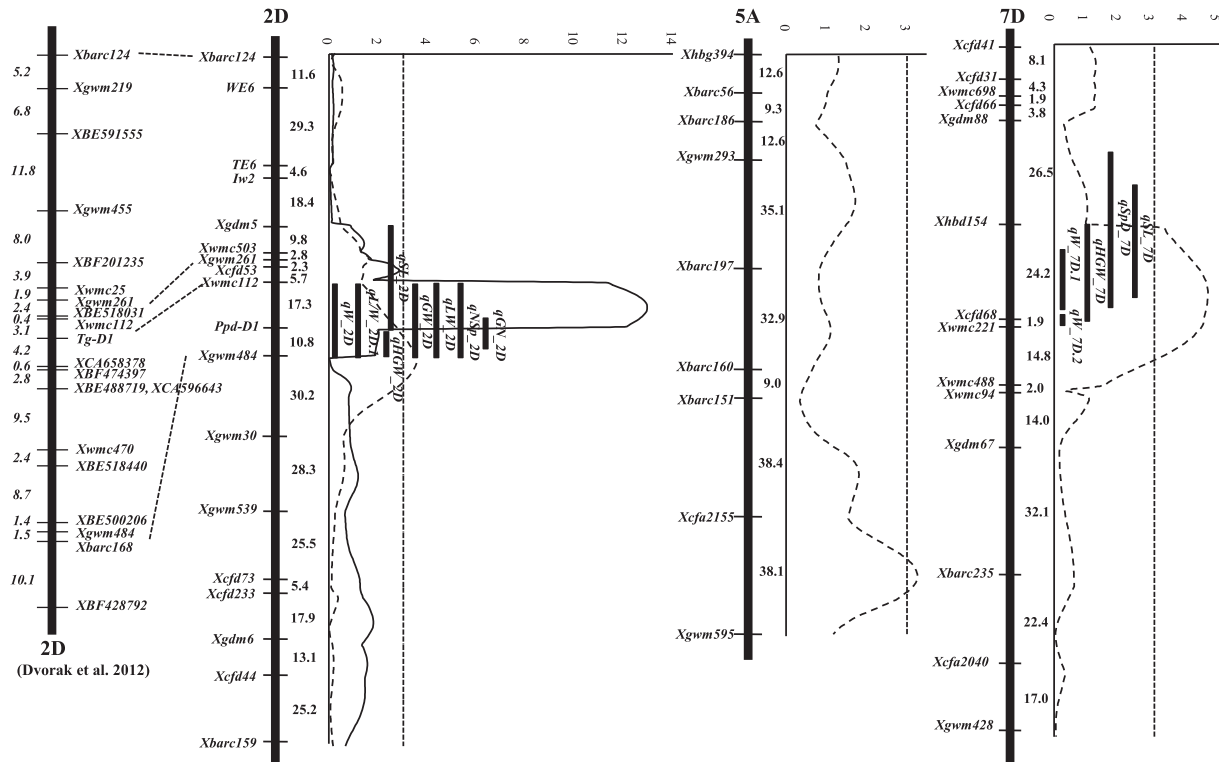 2D
0 2 4 6 8 10 12 14
5A
0 1 2 3
7D
0 1 2 3 4 5
Xbarc124
5.2
Xgwm219
6.8
XBE591555
11.8
Xgwm455
8.0
XBF201235
3.9
Xwmc25
1.9
Xgwm261
2.4
XBE518031
0.4
Xwmc112
3.1
Tg-D1
4.2
XCA658378
0.6
XBF474397
2.8
XBE488719, XCA596643
9.5
Xwmc470
2.4
XBE518440
8.7
XBE500206
1.4
Xgwm484
1.5
Xbarc168
10.1
XBF428792
2D
(Dvorak et al. 2012)
Xbarc124
11.6
WE6
29.3
TE6
4.6
Iw2
18.4
Xgdm5
9.8
Xwmc503
2.8
Xgwm261
2.3
Xcfd53
5.7
Xwmc112
17.3
Ppd-D1
10.8
Xgwm484
30.2
Xgwm30
28.3
Xgwm539
25.5
Xcfd73
5.4
Xcfd233
17.9
Xgdm6
13.1
Xcfd44
25.2
Xbarc159
qW_2D
qSL_2D
qHGW_2D
qGW_2D
qLW_2D
qNSp_2D
qGN_2D
Xhbg394
12.6
Xbarc56
9.3
Xbarc186
12.6
Xgwm293
35.1
Xbarc197
32.9
Xbarc160
9.0
Xbarc151
38.4
Xcfa2155
38.1
Xgwm595
Xcfd41
8.1
Xcfd31
4.3
Xwmc698
1.9
Xcfd66
3.8
Xgdm88
26.5
Xhbd154
24.2
Xcfd68
1.9
Xwmc221
14.8
Xwmc488
2.0
Xwmc94
14.0
Xgdm67
32.1
Xbarc235
22.4
Xcfa2040
17.0
Xgwm428
qW_7D.1
qW_7D.2
qHGW_7D
qSpD_7D
qSL_7D